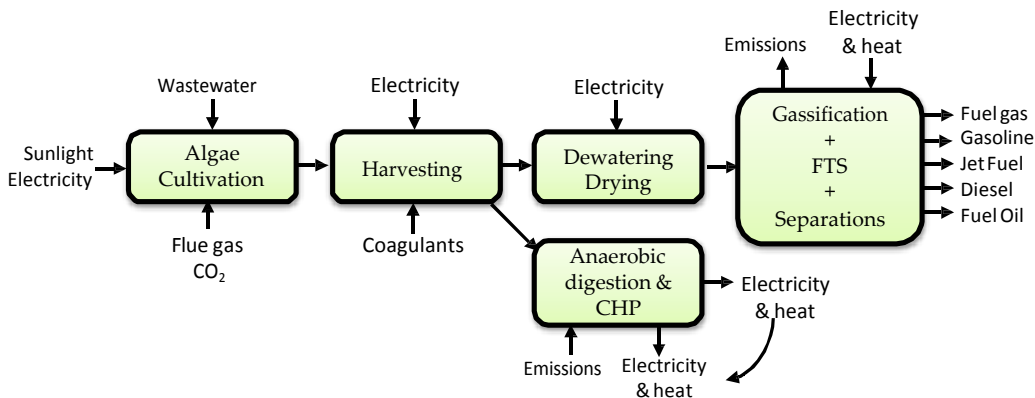 Emissions
Electricity
& heat
Wastewater
Electricity
Electricity
Sunlight
Electricity
Algae
Cultivation
Harvesting
Dewatering
Drying
Gassification
+
FTS
+
Separations
Fuel gas
Gasoline
Jet Fuel
Diesel
Fuel Oil
Flue gas
CO₂
Coagulants
Anaerobic
digestion &
CHP
Electricity
& heat
Emissions
Electricity
& heat